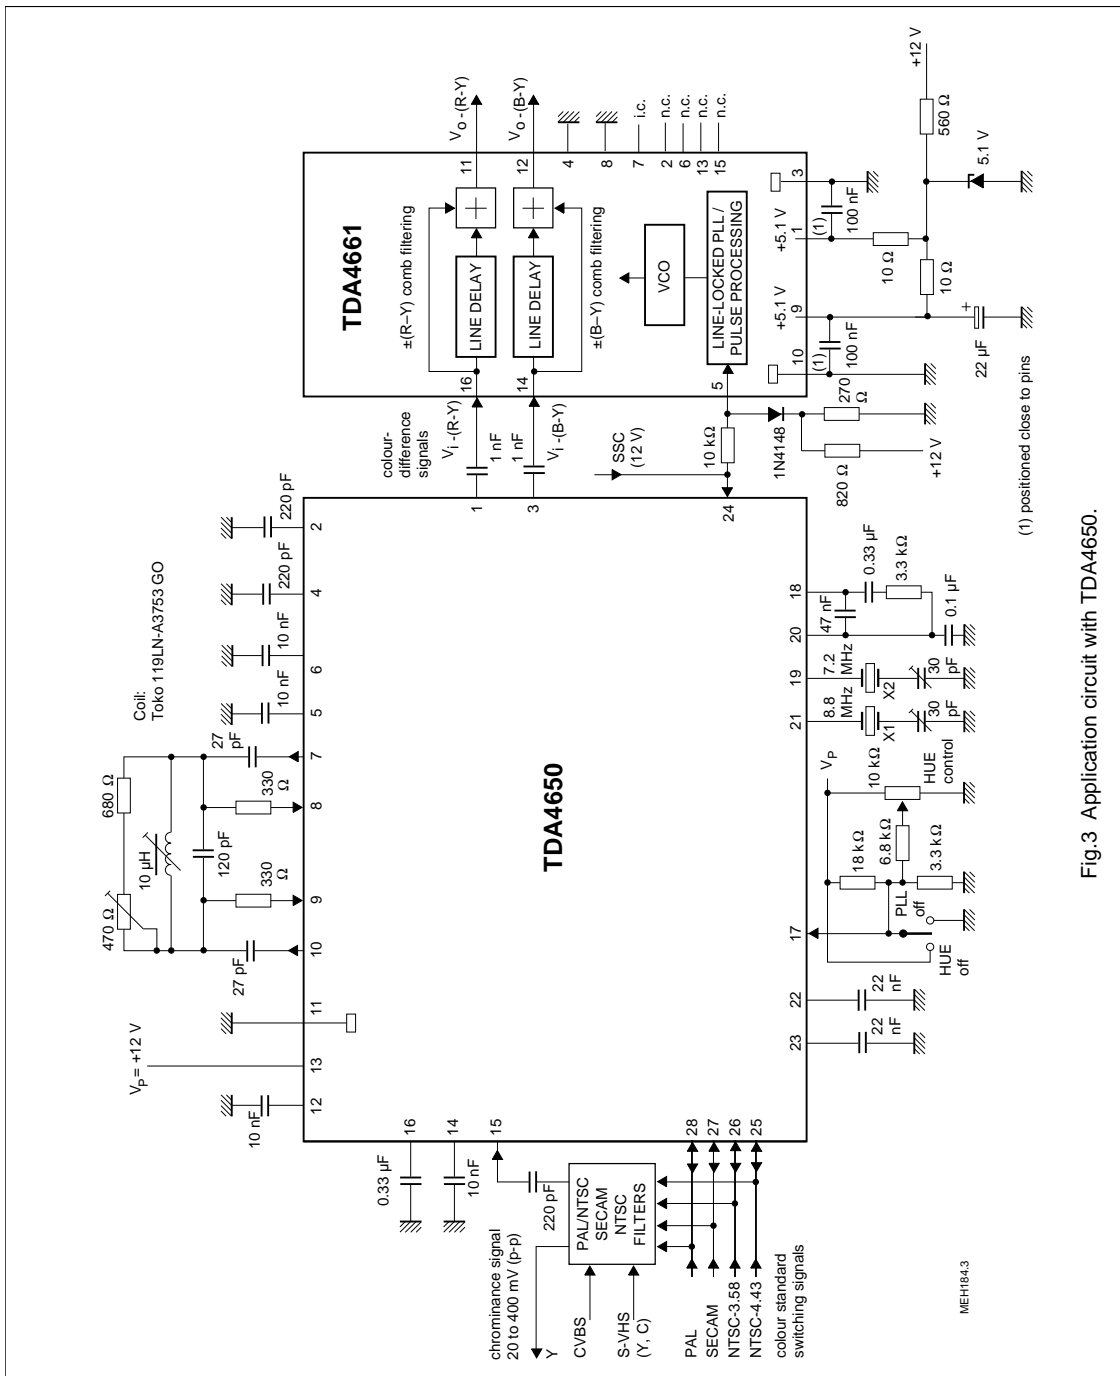 TDA4661
TDA4650
V o -(R-Y)
V o -(B-Y)
11
12
4
8
7
i.c.
2
n.c.
6
n.c.
13
n.c.
15
n.c.
±(R–Y) comb filtering
LINE DELAY
LINE DELAY
±(B–Y) comb filtering
VCO
LINE-LOCKED PLL /
PULSE PROCESSING
16
14
5
10
9
1
3
+5.1 V
+5.1 V
(1)
100 nF
(1)
100 nF
10 Ω
10 Ω
560 Ω
+12 V
5.1 V
+
22 µF
colour-
difference
signals
V i -(R-Y)
1 nF
1 nF
V i -(B-Y)
SSC
(12 V)
10 kΩ
1N4148
270
Ω
820 Ω
+12 V
(1) positioned close to pins
1
3
24
2
220 pF
4
220 pF
6
10 nF
5
10 nF
Coil:
Toko 119LN-A3753 GO
7
27
pF
8
330
Ω
9
330
Ω
10
27 pF
680 Ω
10 µH
120 pF
470 Ω
11
13
VP = +12 V
12
10 nF
18
20
19
21
17
22
23
47 nF
0.33 µF
3.3 kΩ
0.1 µF
7.2
MHz
X2
30
pF
8.8
MHz
X1
30
pF
VP
10 kΩ
HUE
control
18 kΩ
6.8 kΩ
3.3 kΩ
PLL
off
HUE
off
22
nF
22
nF
16
0.33 µF
14
10 nF
15
220 pF
28
27
26
25
chrominance signal
20 to 400 mV (p-p)
PAL/NTSC
SECAM
NTSC
FILTERS
Y
CVBS
S-VHS
(Y, C)
PAL
SECAM
NTSC-3.58
NTSC-4.43
colour standard
switching signals
MEH184.3
Fig.3 Application circuit with TDA4650.